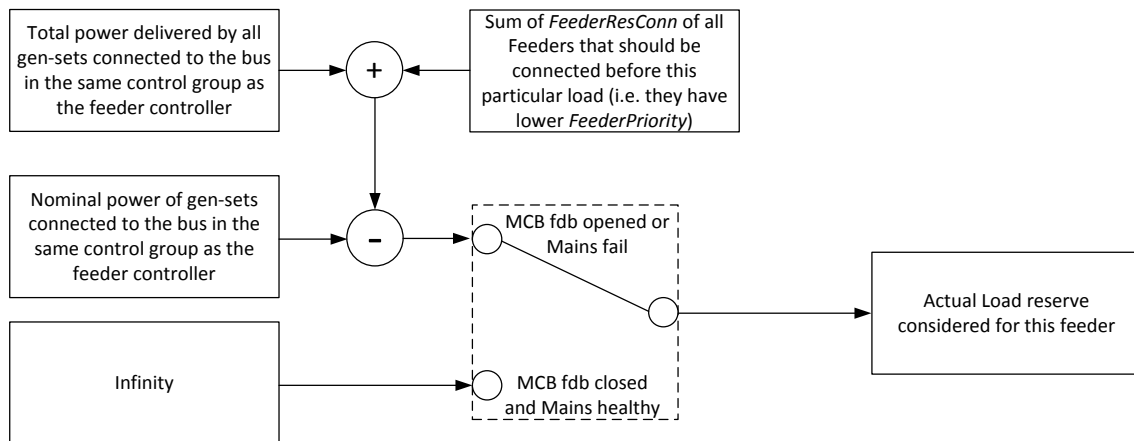 Total power delivered by all
gen-sets connected to the bus
in the same control group as
the feeder controller
+
Sum of FeederResConn of all
Feeders that should be
connected before this
particular load (i.e. they have
lower FeederPriority)
Nominal power of gen-sets
connected to the bus in the
same control group as the
feeder controller
-
MCB fdb opened or
Mains fail
Actual Load reserve
considered for this feeder
Infinity
MCB fdb closed
and Mains healthy